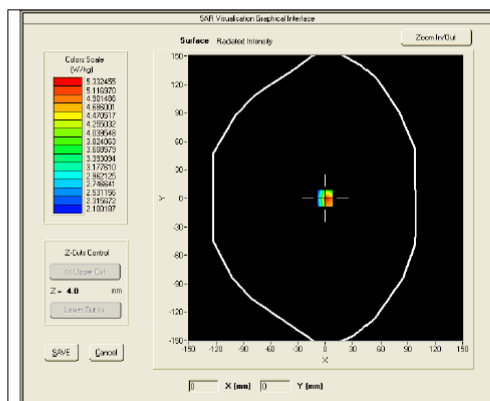 SAR Visualisation Graphical Interface
Surface Radiated Intensity
Zoom In/Out
Colors Scale
(W/kg)
5.332455
5.116970
4.901486
4.686001
4.470517
4.255032
4.039548
3.824063
3.608579
3.393094
3.177610
2.962125
2.746641
2.531156
2.315672
2.100187
Z-Cuts Control
<< Upper Cut
Z = 4.0 mm
Lower Cut >>
SAVE Cancel
150
120
90
60
30
0
-30
-60
-90
-120
-150
Y
-150 -120 -90 -60 -30 0 30 60 90 120 150
X
0 X (mm) 0 Y (mm)